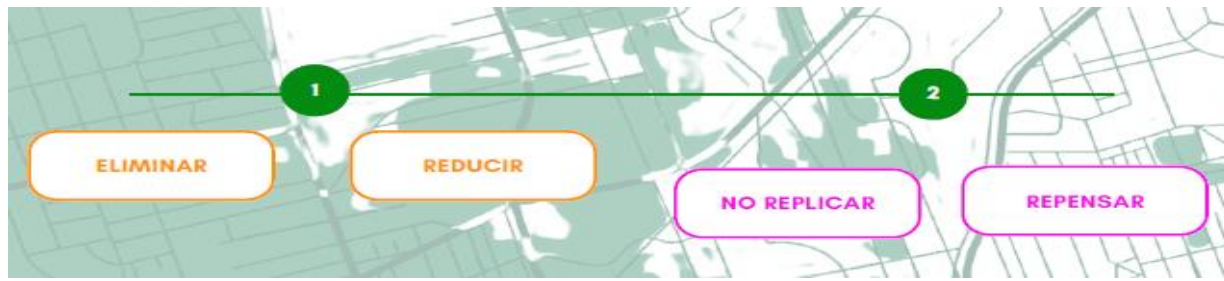 1
2
ELIMINAR
REDUCIR
NO REPLICAR
REPENSAR